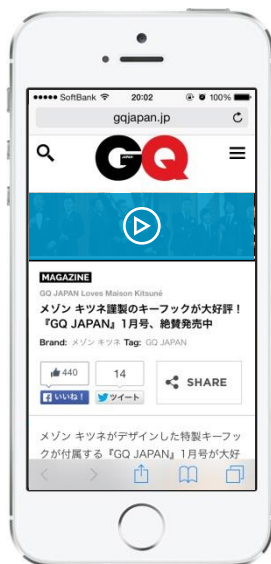 SoftBank 20:02 100%
gqjapan.jp
GQ JAPAN
MAGAZINE
GQ JAPAN Loves Maison Kitsuné
メゾン キツネ謹製のキーフックが大好評！
『GQ JAPAN』1月号、絶賛発売中
Brand: メゾン キツネ Tag: GQ JAPAN
440 14 SHARE
いいね！ ツイート
メゾン キツネがデザインした特製キーフッ
クが付属する『GQ JAPAN』1月号が大好